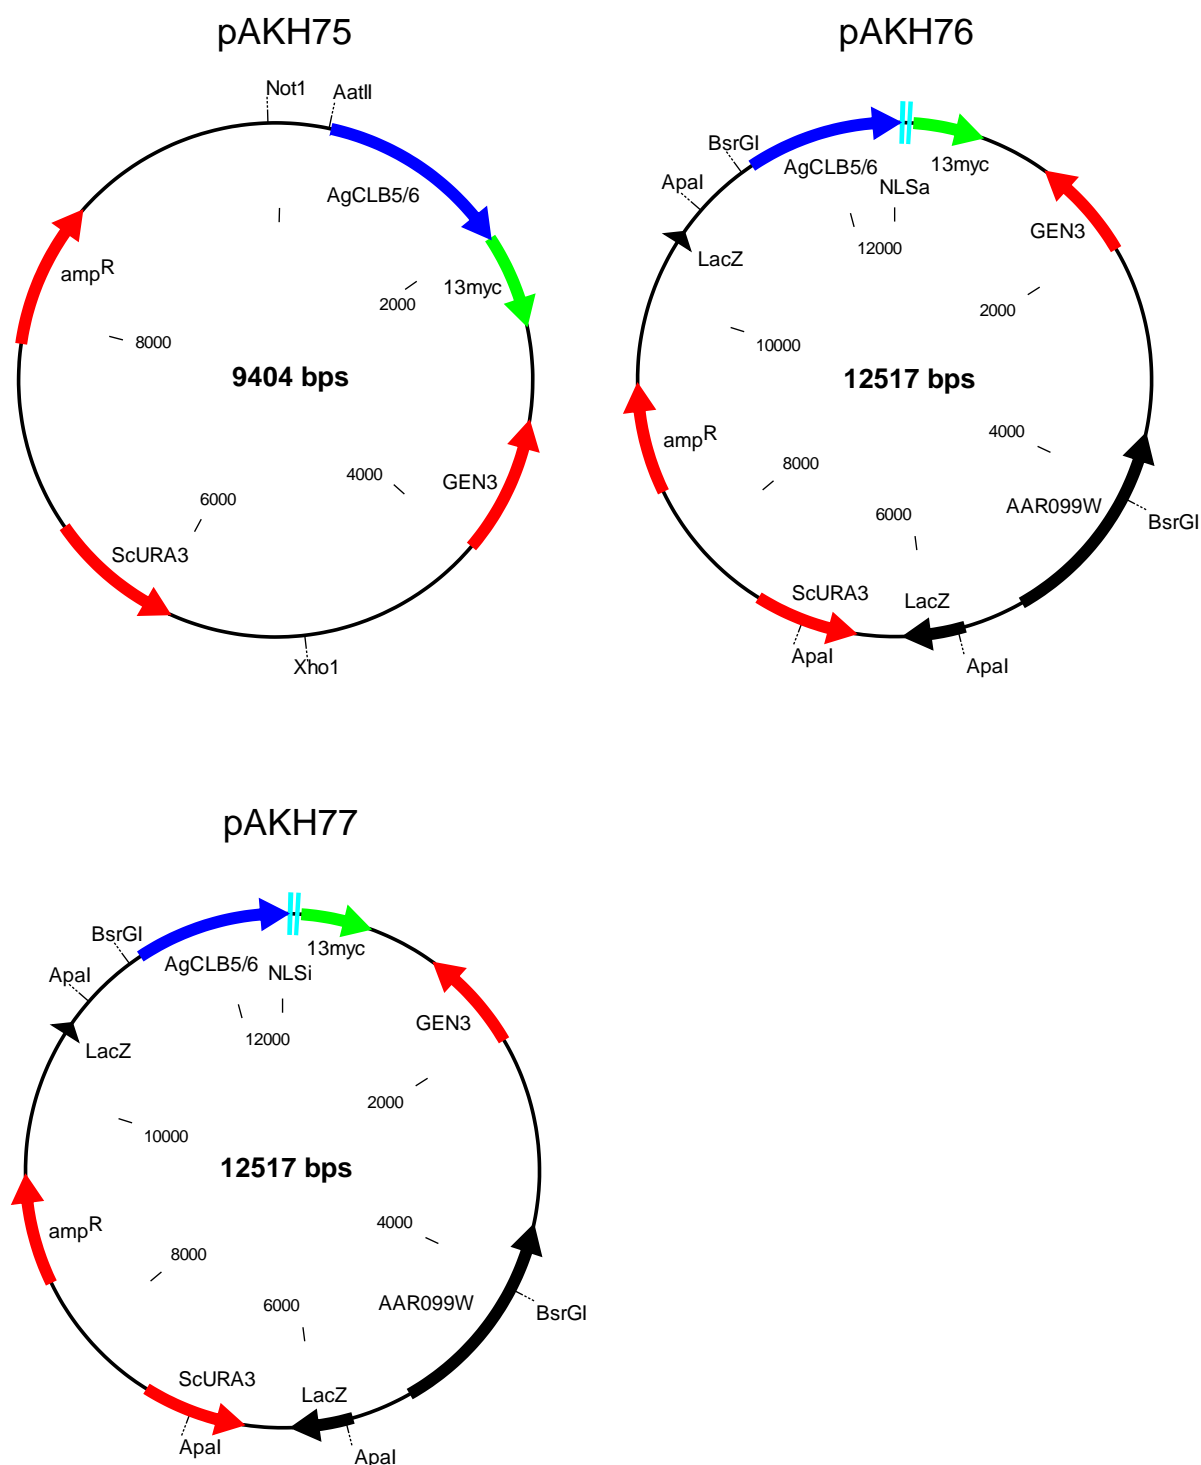 pAKH75
Not1
AatII
AgCLB5/6
13myc
2000
ampR
8000
9404 bps
4000
GEN3
6000
ScURA3
Xho1
pAKH76
BsrGI
ApaI
AgCLB5/6
NLSa
13myc
GEN3
LacZ
12000
2000
10000
12517 bps
ampR
4000
8000
AAR099W
6000
BsrGI
ScURA3
LacZ
ApaI
ApaI
pAKH77
BsrGI
ApaI
AgCLB5/6
NLSi
13myc
GEN3
LacZ
12000
2000
10000
12517 bps
ampR
4000
8000
AAR099W
6000
BsrGI
ScURA3
LacZ
ApaI
ApaI